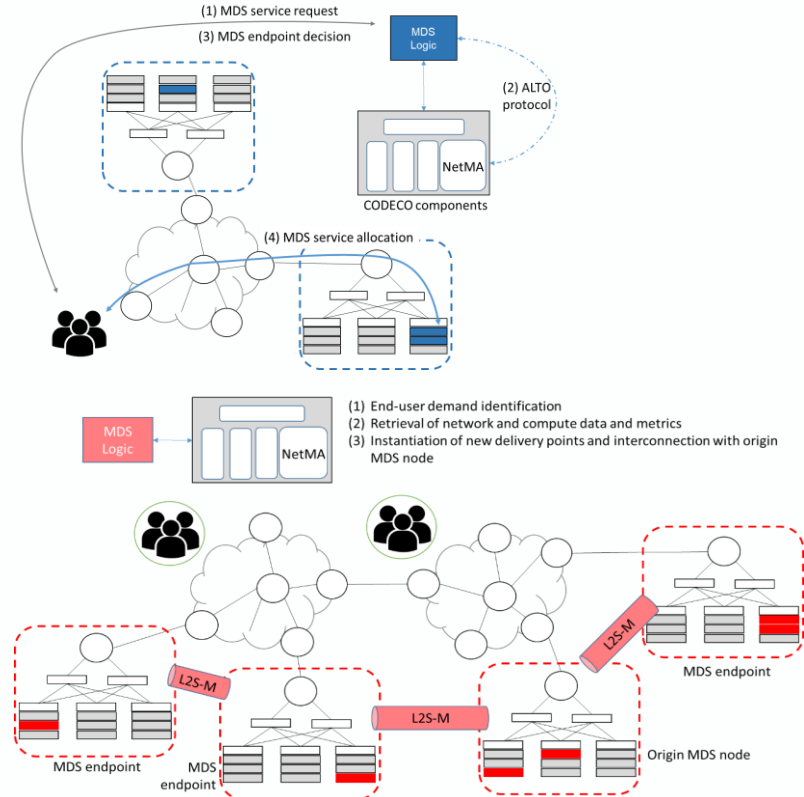 (1) MDS service request
(3) MDS endpoint decision
MDS
Logic
(2) ALTO
protocol
NetMA
CODECO components
(4) MDS service allocation
MDS
Logic
NetMA
(1) End-user demand identification
(2) Retrieval of network and compute data and metrics
(3) Instantiation of new delivery points and interconnection with origin
MDS node
L2S-M
MDS endpoint
L2S-M
L2S-M
MDS endpoint
MDS
endpoint
Origin MDS node